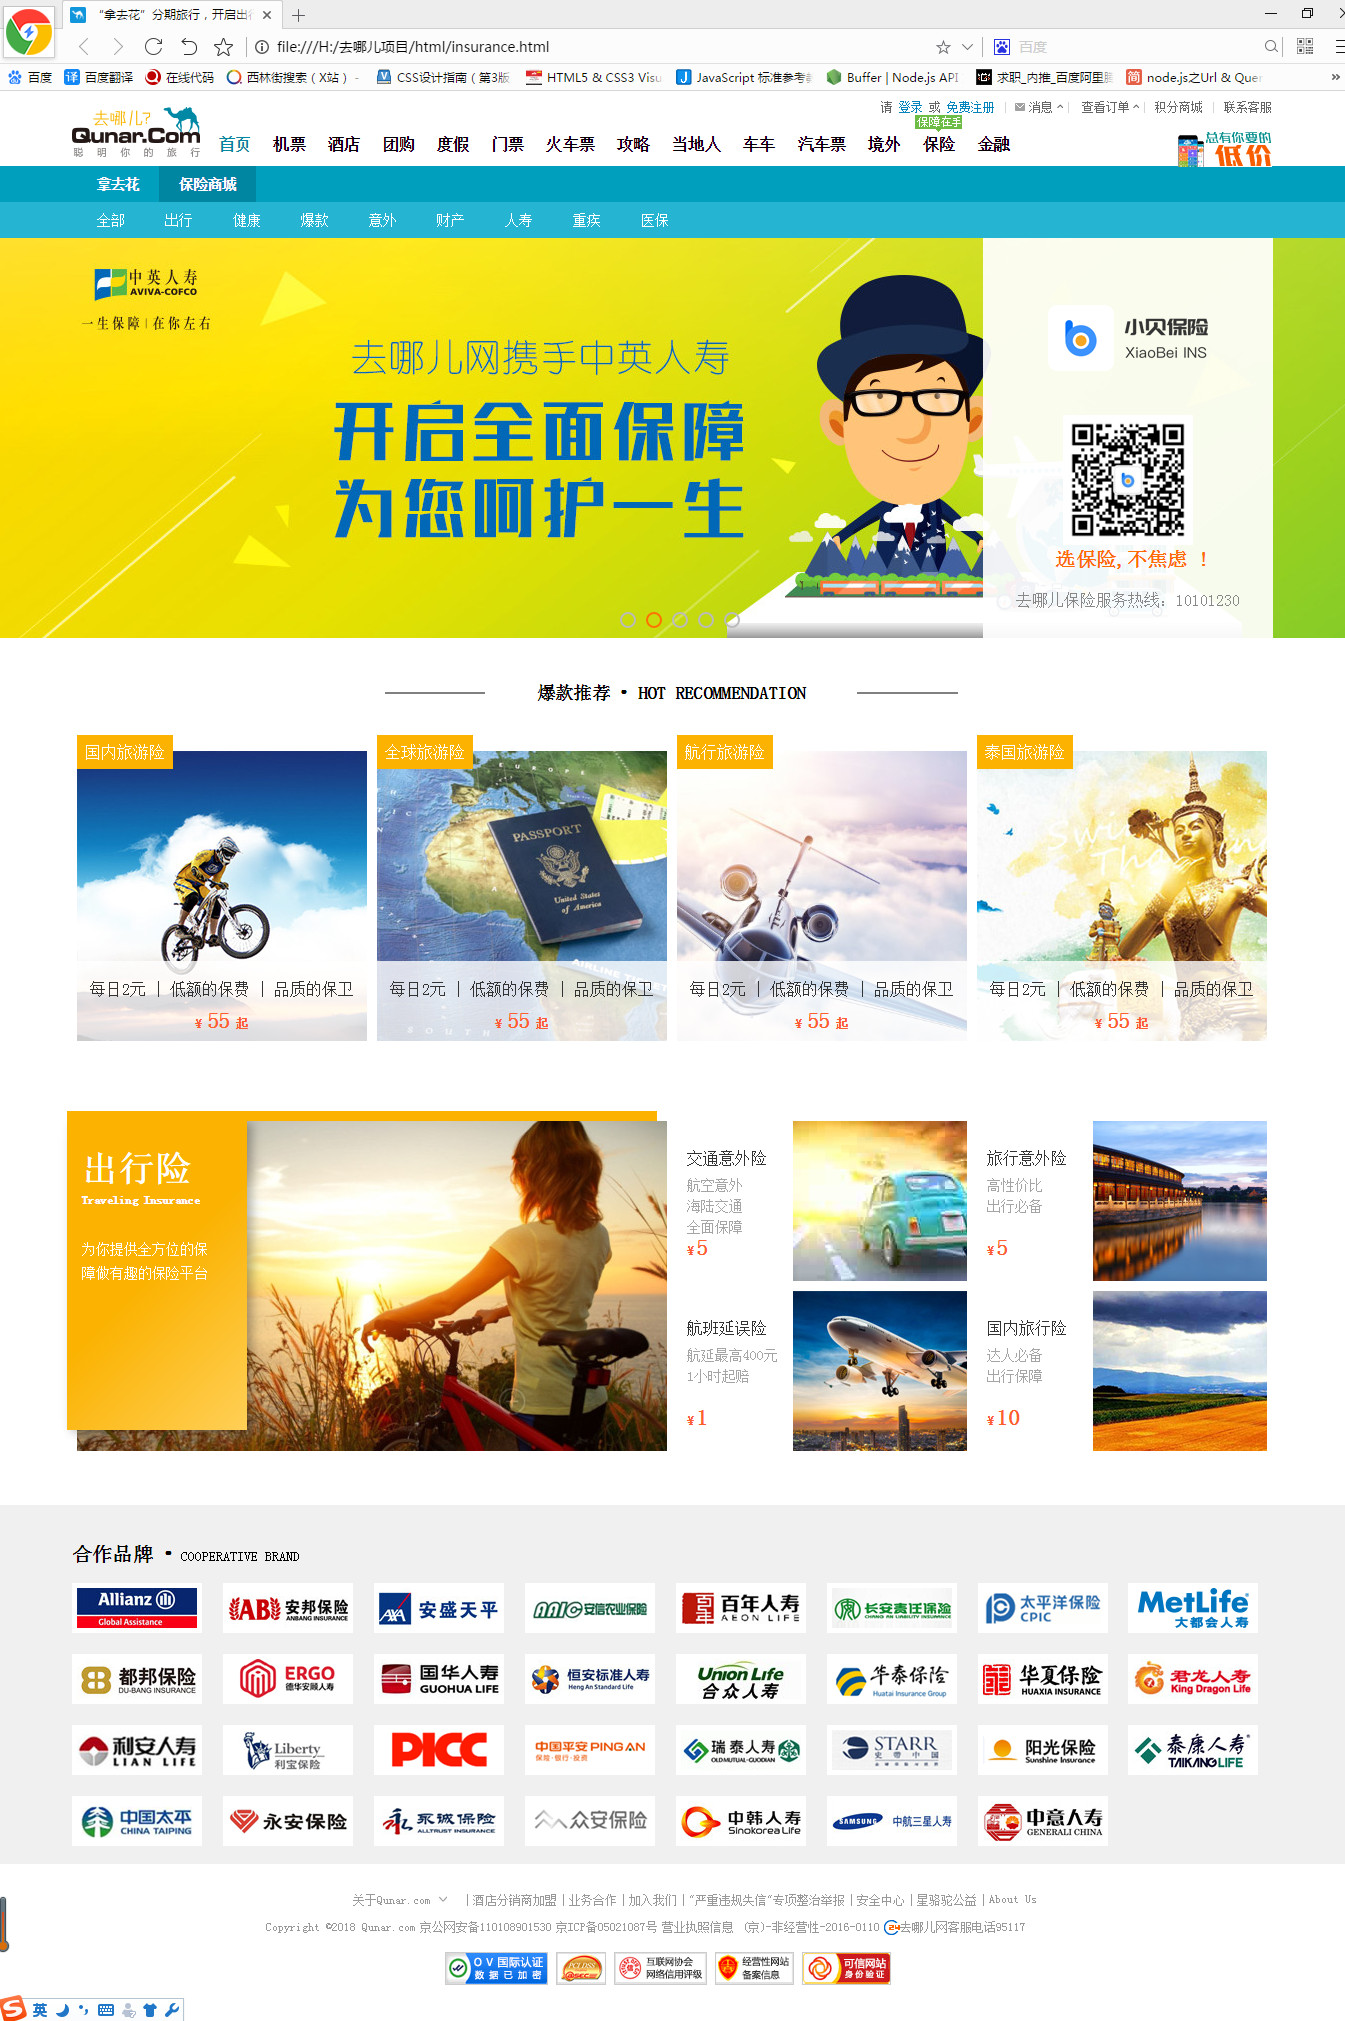 “拿去花”分期旅行，开启出行
file:///H:/去哪儿项目/html/insurance.html
百度
百度 百度翻译 在线代码 西林街搜索（X站） - CSS设计指南（第3版 HTML5 & CSS3 Visu JavaScript 标准参考教 Buffer | Node.js API 求职_内推_百度阿里腾 node.js之Url & Quer »
请 登录 或 免费注册 消息 查看订单 积分商城 联系客服
去哪儿?
Qunar.Com
聪明你的旅行
保障在手
首页 机票 酒店 团购 度假 门票 火车票 攻略 当地人 车车 汽车票 境外 保险 金融
总有你要的
低价
拿去花 保险商城
全部 出行 健康 爆款 意外 财产 人寿 重疾 医保
中英人寿
AVIVA-COFCO
一生保障 | 在你左右
去哪儿网携手中英人寿
开启全面保障
为您呵护一生
小贝保险
XiaoBei INS
选保险,不焦虑 !
去哪儿保险服务热线：10101230
爆款推荐 · HOT RECOMMENDATION
国内旅游险
每日2元 | 低额的保费 | 品质的保卫
¥ 55 起
全球旅游险
PASSPORT
United States
of America
每日2元 | 低额的保费 | 品质的保卫
¥ 55 起
航行旅游险
每日2元 | 低额的保费 | 品质的保卫
¥ 55 起
泰国旅游险
每日2元 | 低额的保费 | 品质的保卫
¥ 55 起
出行险
Traveling Insurance
为你提供全方位的保
障做有趣的保险平台
交通意外险
航空意外
海陆交通
全面保障
¥5
旅行意外险
高性价比
出行必备
¥5
航班延误险
航延最高400元
1小时起赔
¥1
国内旅行险
达人必备
出行保障
¥10
合作品牌 · COOPERATIVE BRAND
Allianz
Global Assistance
AB 安邦保险
ANBANG INSURANCE
AXA 安盛天平
AAIC 安信农业保险
百年 百年人寿
AEON LIFE
长安责任保险
CHANG AN LIABILITY INSURANCE
太平洋保险
CPIC
MetLife
大都会人寿
都邦保险
DU-BANG INSURANCE
ERGO
德华安顾人寿
国华人寿
GUOHUA LIFE
恒安标准人寿
Heng An Standard Life
Union Life
合众人寿
华泰保险
Huatai Insurance Group
华夏保险
HUAXIA INSURANCE
君龙人寿
King Dragon Life
利安人寿
LIAN LIFE
Liberty
利宝保险
PICC
中国平安 PING AN
保险·银行·投资
瑞泰人寿
OLDMUTUAL-GUODIAN
STARR
史带中国
阳光保险
Sunshine Insurance
泰康人寿
TAIKANGLIFE
中国太平
CHINA TAIPING
永安保险
永诚保险
ALLTRUST INSURANCE
众安保险
中韩人寿
Sinokorea Life
SAMSUNG 中航三星人寿
中意人寿
GENERALI CHINA
关于Qunar.com | 酒店分销商加盟 | 业务合作 | 加入我们 | "严重违规失信"专项整治举报 | 安全中心 | 星骆驼公益 | About Us
Copyright ©2018 Qunar.com 京公网安备110108901530 京ICP备05021087号 营业执照信息 (京)-非经营性-2016-0110 24 去哪儿网客服电话95117
OV国际认证
数据已加密
互联网协会
网络信用评级
经营性网站
备案信息
可信网站
身份验证
S 英